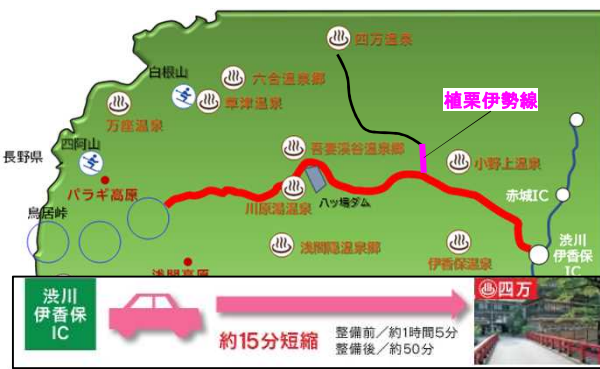 四万温泉
白根山
六合温泉郷
草津温泉
万座温泉
植栗伊勢線
四阿山
長野県
吾妻渓谷温泉郷
小野上温泉
バラギ高原
川原湯温泉
八ッ場ダム
赤城IC
鳥居峠
浅間隠温泉郷
伊香保温泉
渋川
伊香保
IC
浅間高原
渋川
伊香保
IC
約15分短縮
整備前／約1時間5分
整備後／約50分
四万